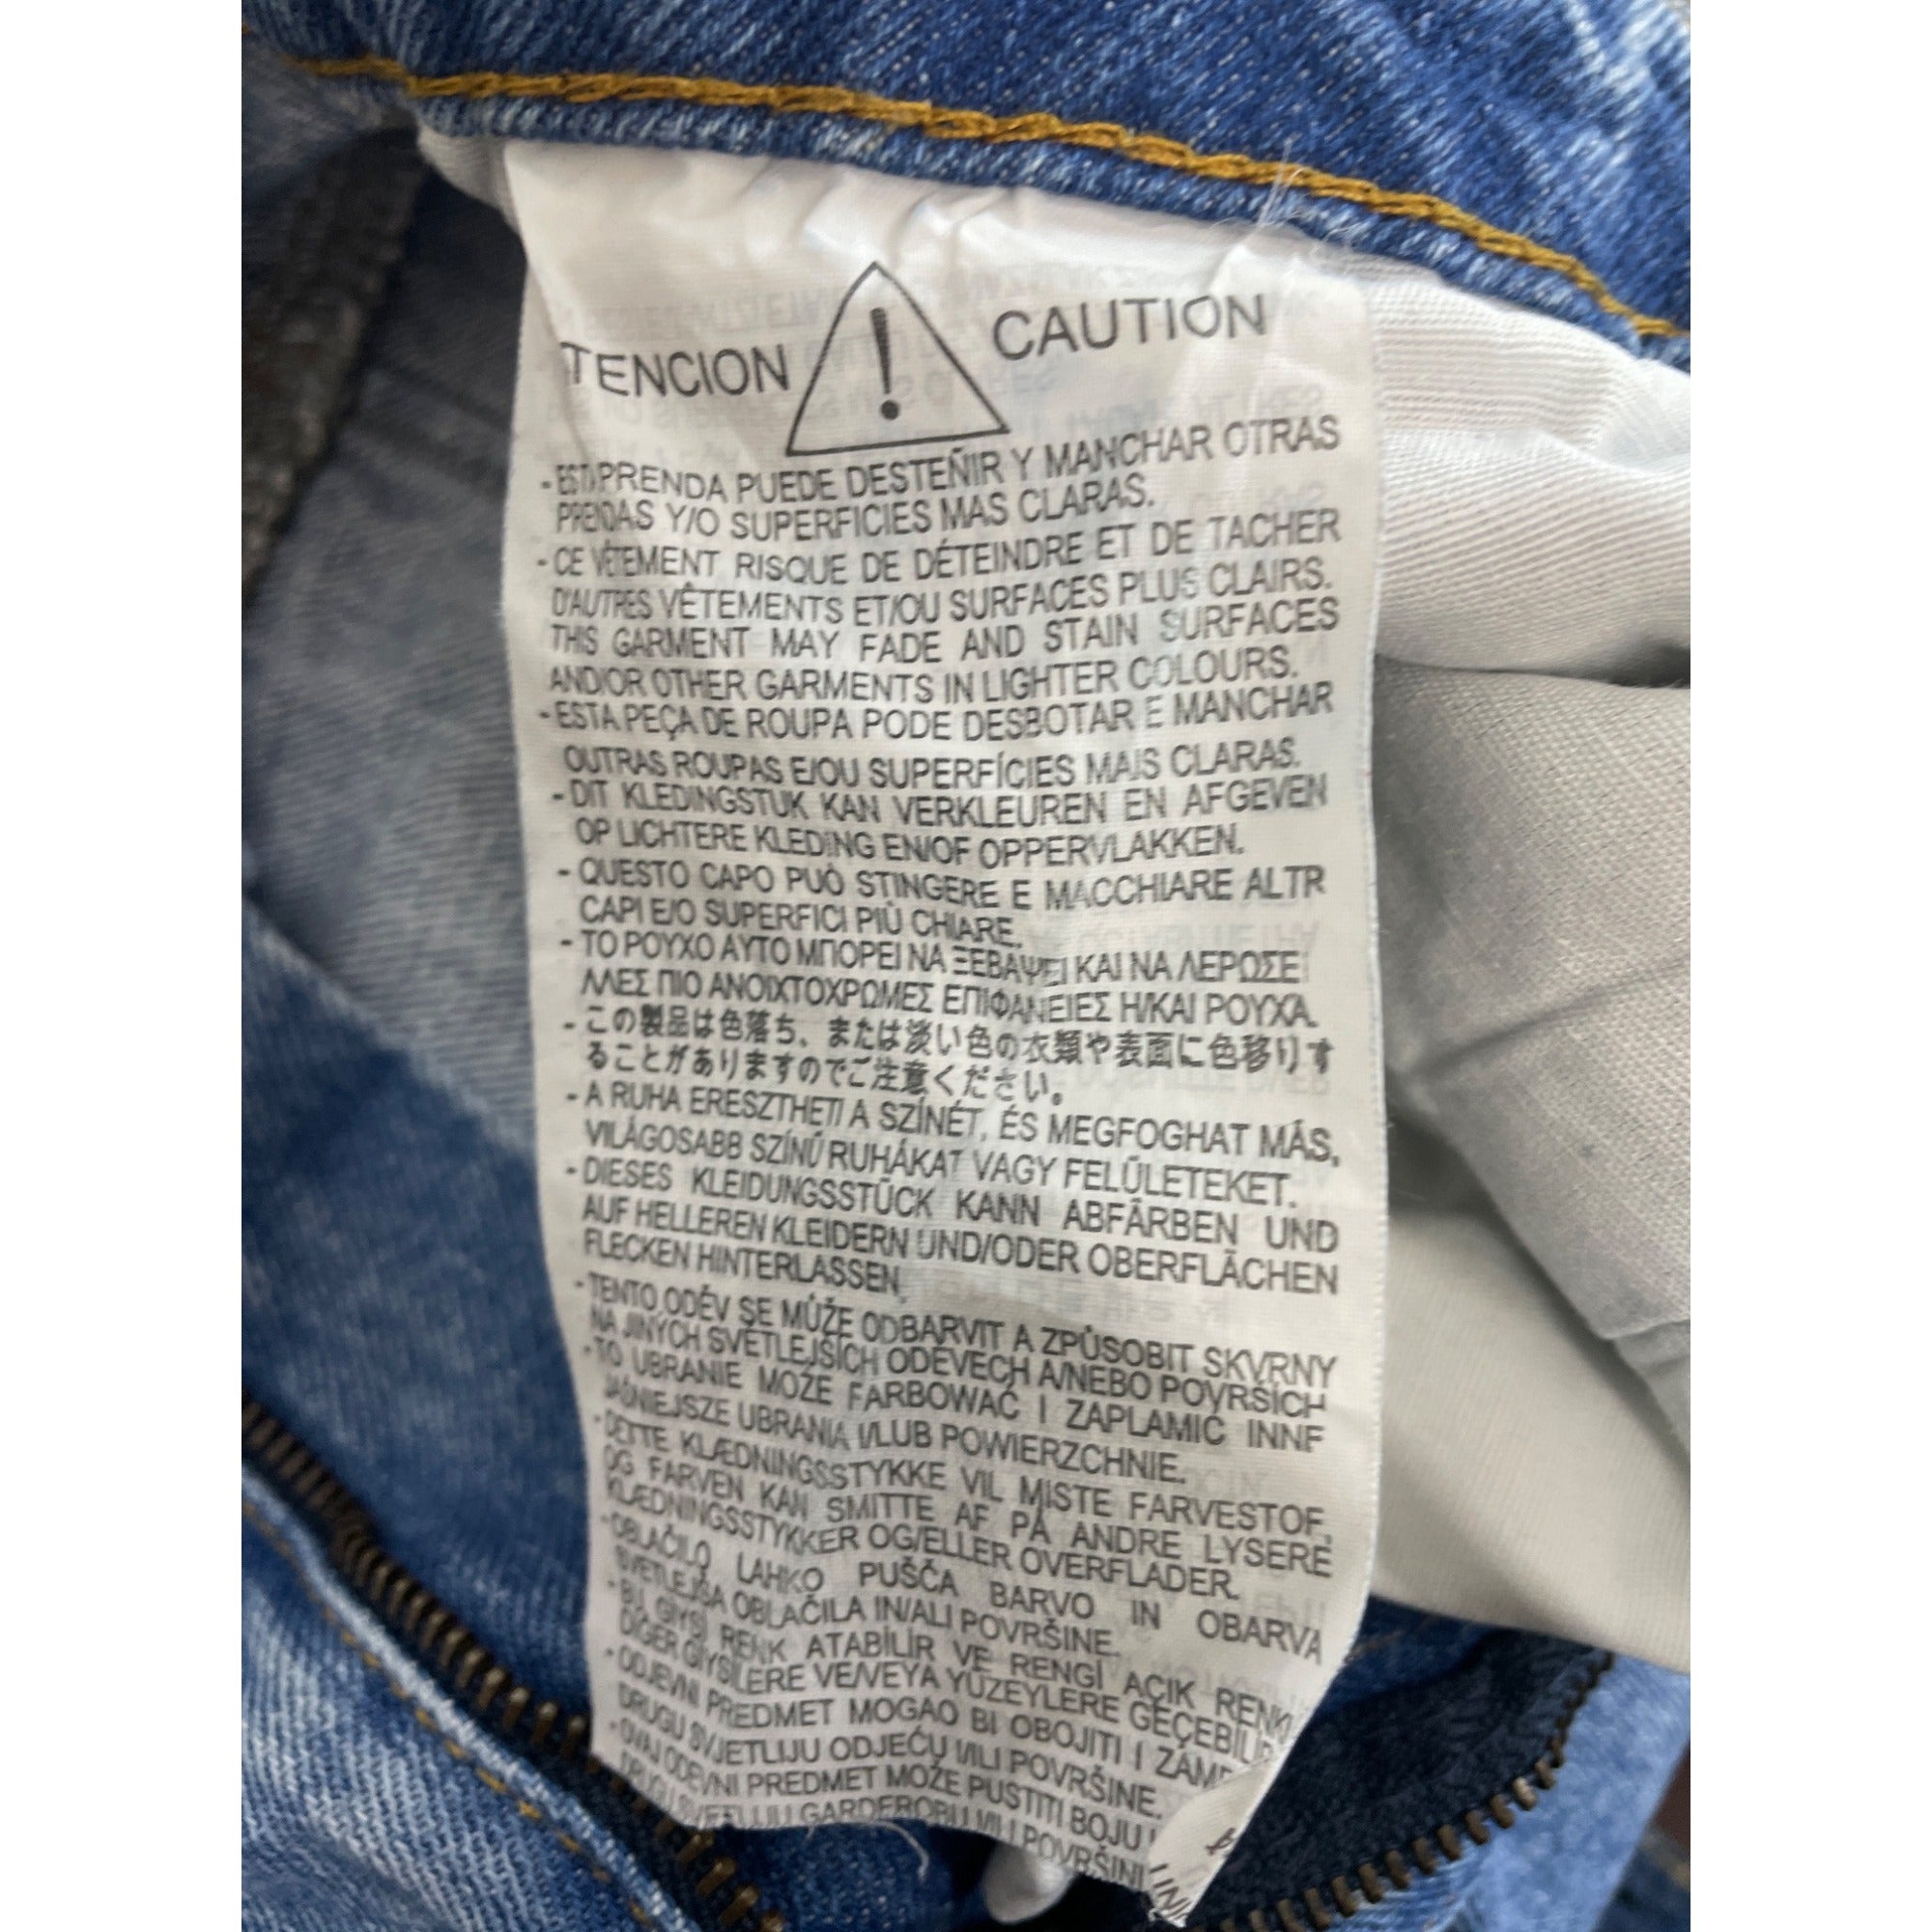 TENCION CAUTION
- ESTA PRENDA PUEDE DESTEÑIR Y MANCHAR OTRAS
PRENDAS Y/O SUPERFICIES MAS CLARAS.
- CE VÊTEMENT RISQUE DE DÉTEINDRE ET DE TACHER
D'AUTRES VÊTEMENTS ET/OU SURFACES PLUS CLAIRS.
THIS GARMENT MAY FADE AND STAIN SURFACES
AND/OR OTHER GARMENTS IN LIGHTER COLOURS.
- ESTA PEÇA DE ROUPA PODE DESBOTAR E MANCHAR
OUTRAS ROUPAS E/OU SUPERFÍCIES MAIS CLARAS.
- DIT KLEDINGSTUK KAN VERKLEUREN EN AFGEVEN
OP LICHTERE KLEDING EN/OF OPPERVLAKKEN.
- QUESTO CAPO PUÒ STINGERE E MACCHIARE ALTR
CAPI E/O SUPERFICI PIÙ CHIARE.
- ΤΟ ΡΟΥΧΟ ΑΥΤΟ ΜΠΟΡΕΙ ΝΑ ΞΕΒΑΨΕΙ ΚΑΙ ΝΑ ΛΕΡΩΣΕΙ
ΛΛΕΣ ΠΙΟ ΑΝΟΙΧΤΟΧΡΩΜΕΣ ΕΠΙΦΑΝΕΙΕΣ Η/ΚΑΙ ΡΟΥΧΑ.
- この製品は色落ち、または淡い色の衣類や表面に色移りす
ることがありますのでご注意ください。
- A RUHA ERESZTHETI A SZÍNÉT, ÉS MEGFOGHAT MÁS,
VILÁGOSABB SZÍNŰ RUHÁKAT VAGY FELÜLETEKET.
- DIESES KLEIDUNGSSTÜCK KANN ABFÄRBEN UND
AUF HELLEREN KLEIDERN UND/ODER OBERFLÄCHEN
FLECKEN HINTERLASSEN.
- TENTO ODĚV SE MŮŽE ODBARVIT A ZPŮSOBIT SKVRNY
NA JINÝCH SVĚTLEJŠÍCH ODĚVECH A/NEBO POVRŠÍCH
- TO UBRANIE MOŻE FARBOWAĆ I ZAPLAMIĆ INNE
JAŚNIEJSZE UBRANIA I/LUB POWIERZCHNIE.
- DETTE KLÆDNINGSSTYKKE VIL MISTE FARVESTOF,
OG FARVEN KAN SMITTE AF PÅ ANDRE LYSERE
KLÆDNINGSSTYKKER OG/ELLER OVERFLADER.
- OBLAČILO LAHKO PUŠČA BARVO IN OBARVA
SVETLEJŠA OBLAČILA IN/ALI POVRŠINE.
- BU GİYSİ RENK ATABİLİR VE RENGİ AÇIK RENKLİ
DİĞER GİYSİLERE VE/VEYA YÜZEYLERE GEÇEBİLİR
- ODJEVNI PREDMET MOGAO BI OBOJITI I ZAMR
DRUGU SVJETLIJU ODJEĆU I/ILI POVRŠINE.
- OVAJ ODEVNI PREDMET MOŽE PUSTITI BOJU I
DRUGU SVETLIJU GARDEROBU I/ILI POVRŠINU